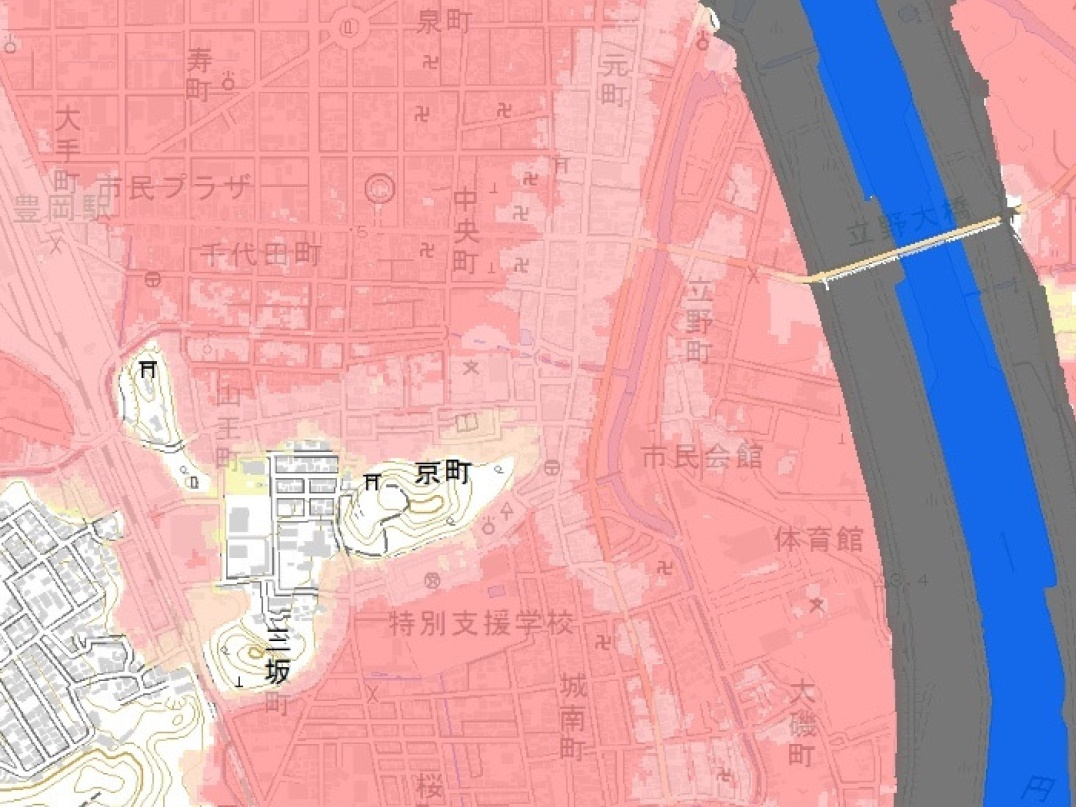 泉町
寿町
元町
大手町
市民プラザ
豊岡駅
中央町
千代田町
立野大橋
立野町
山王町
京町
市民会館
体育館
特別支援学校
三坂町
城南町
大磯町
桜
円